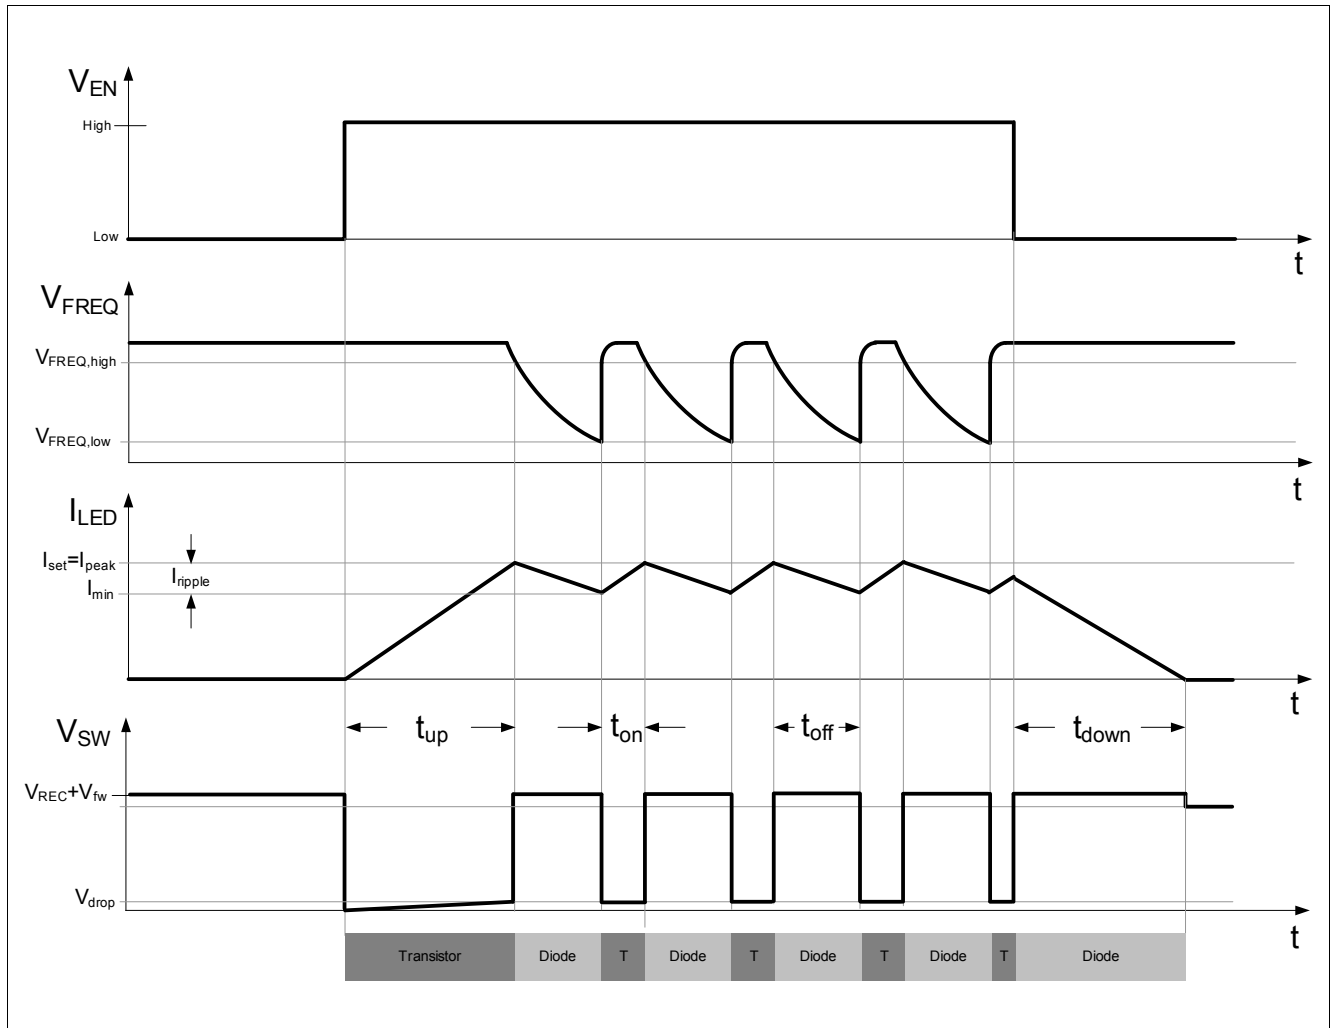 V_EN
High
Low
t
V_FREQ
V_FREQ,high
V_FREQ,low
t
I_LED
I_set=I_peak
I_ripple
I_min
t
V_SW
t_up
t_on
t_off
t_down
V_REC+V_fw
V_drop
t
Transistor Diode T Diode T Diode T Diode T Diode